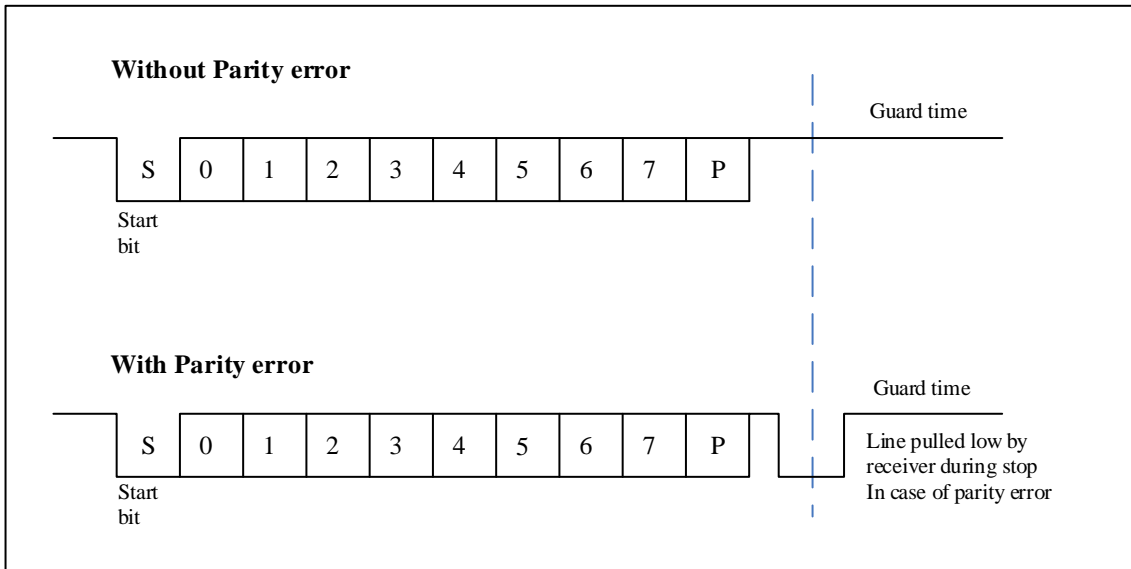 Without Parity error
Guard time
S 0 1 2 3 4 5 6 7 P
Start
bit
With Parity error
Guard time
S 0 1 2 3 4 5 6 7 P
Line pulled low by
receiver during stop
In case of parity error
Start
bit